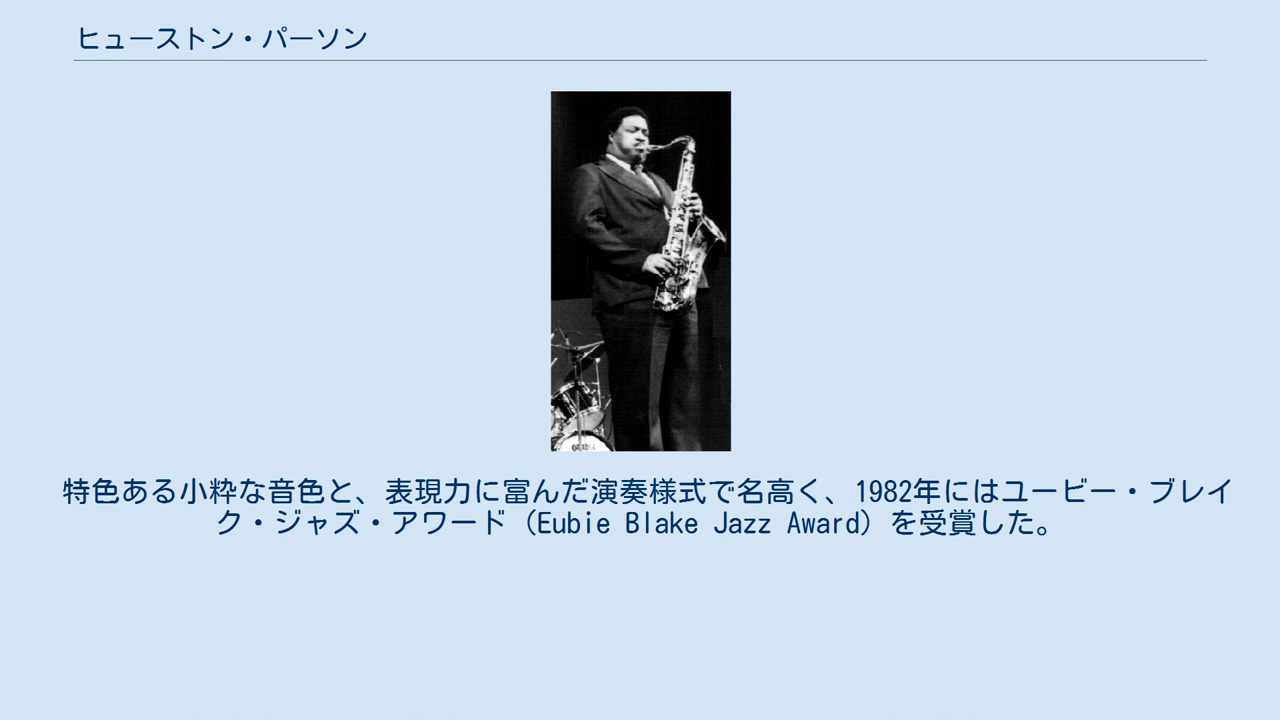 ヒューストン・パーソン
特色ある小粋な音色と、表現力に富んだ演奏様式で名高く、1982年にはユービー・ブレイ
ク・ジャズ・アワード（Eubie Blake Jazz Award）を受賞した。